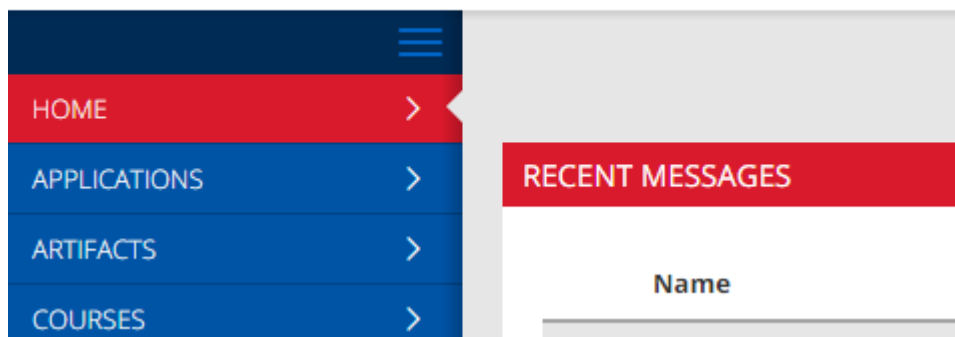 HOME
APPLICATIONS
ARTIFACTS
COURSES
RECENT MESSAGES
Name